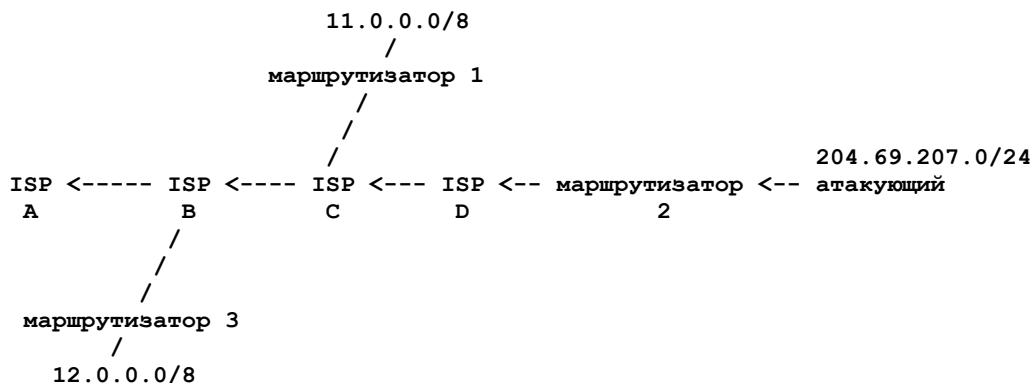 11.0.0.0/8
/
маршрутизатор 1
/
/
/
204.69.207.0/24
ISP <----- ISP <---- ISP <--- ISP <-- маршрутизатор <-- атакующий
A B C D 2
/
/
/
маршрутизатор 3
/
12.0.0.0/8